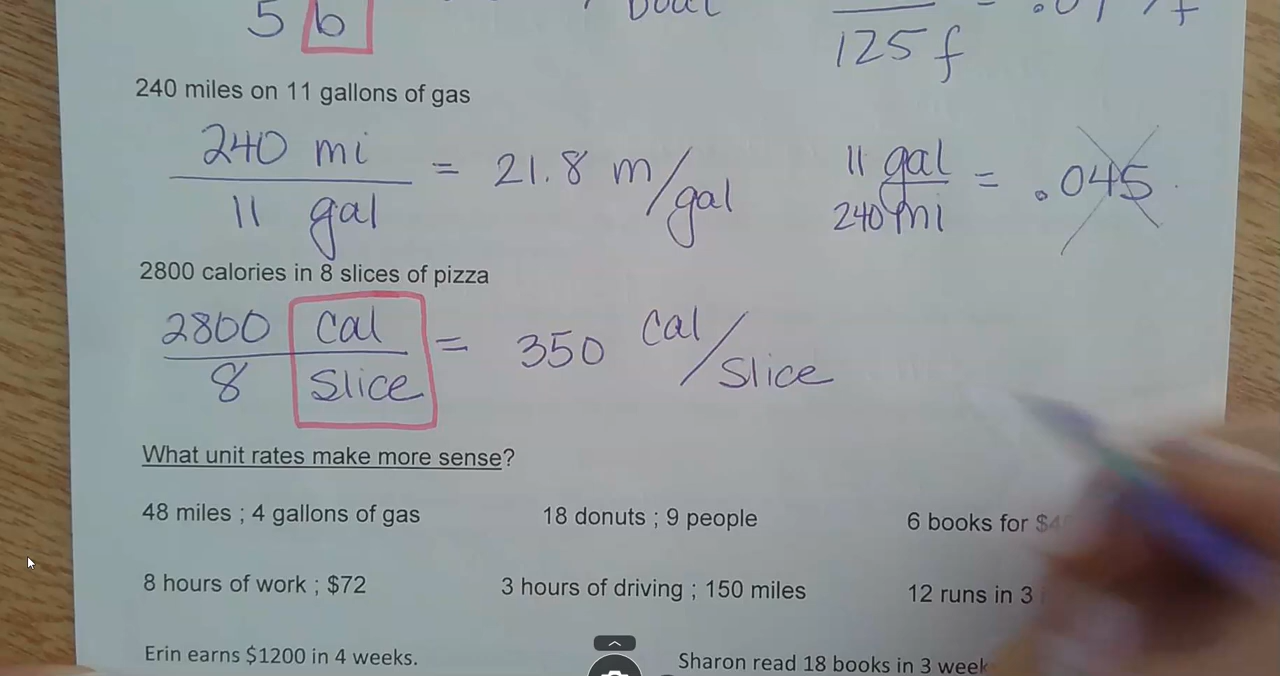 5 b
125 f
240 miles on 11 gallons of gas
240 mi / 11 gal = 21.8 m/gal
11 gal / 240 mi = .045
2800 calories in 8 slices of pizza
2800 cal / 8 slice = 350 cal/slice
What unit rates make more sense?
48 miles ; 4 gallons of gas
18 donuts ; 9 people
6 books for
8 hours of work ; $72
3 hours of driving ; 150 miles
12 runs in 3
Erin earns $1200 in 4 weeks.
Sharon read 18 books in 3